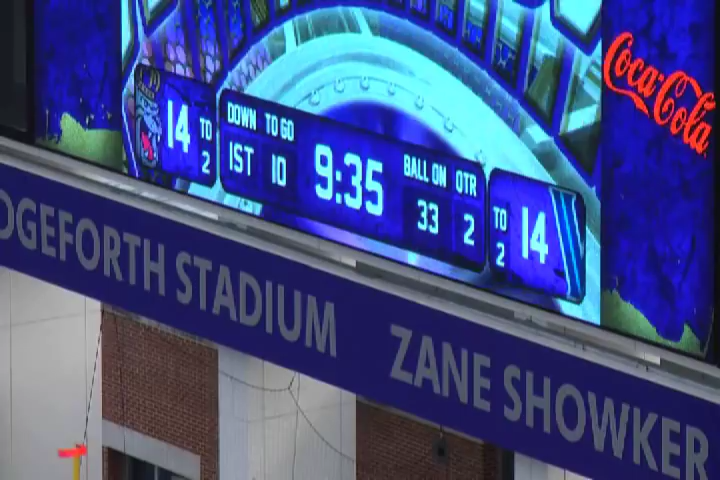 14 TO 2
DOWN TO GO
1ST 10
9:35
BALL ON QTR
33 2
TO 2 14
Coca-Cola
DGEFORTH STADIUM ZANE SHOWKER